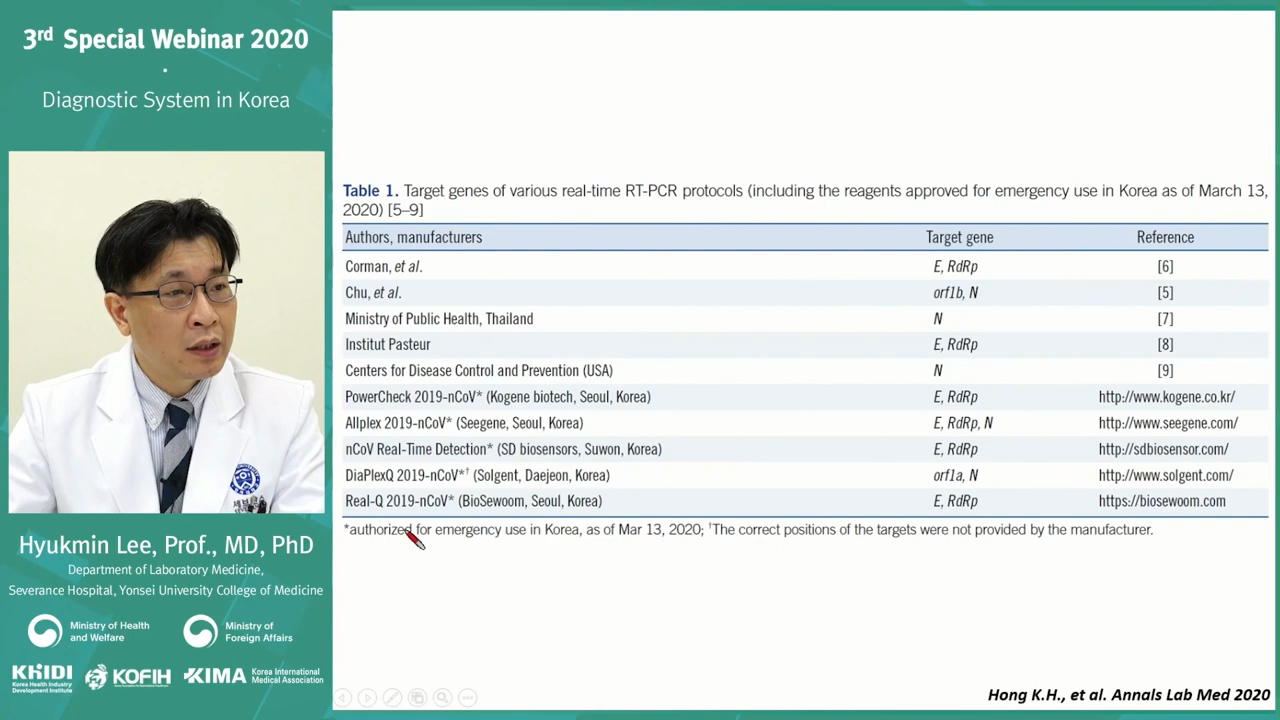 3rd Special Webinar 2020
Diagnostic System in Korea
Hyukmin Lee, Prof., MD, PhD
Department of Laboratory Medicine,
Severance Hospital, Yonsei University College of Medicine
Ministry of Health
and Welfare
Ministry of
Foreign Affairs
KHIDI
Korea Health Industry
Development Institute
KOFIH
KIMA Korea International
Medical Association
Table 1. Target genes of various real-time RT-PCR protocols (including the reagents approved for emergency use in Korea as of March 13,
2020) [5–9]
Authors, manufacturers Target gene Reference
Corman, et al. E, RdRp [6]
Chu, et al. orf1b, N [5]
Ministry of Public Health, Thailand N [7]
Institut Pasteur E, RdRp [8]
Centers for Disease Control and Prevention (USA) N [9]
PowerCheck 2019-nCoV* (Kogene biotech, Seoul, Korea) E, RdRp http://www.kogene.co.kr/
Allplex 2019-nCoV* (Seegene, Seoul, Korea) E, RdRp, N http://www.seegene.com/
nCoV Real-Time Detection* (SD biosensors, Suwon, Korea) E, RdRp http://sdbiosensor.com/
DiaPlexQ 2019-nCoV*† (Solgent, Daejeon, Korea) orf1a, N http://www.solgent.com/
Real-Q 2019-nCoV* (BioSewoom, Seoul, Korea) E, RdRp https://biosewoom.com
*authorized for emergency use in Korea, as of Mar 13, 2020; †The correct positions of the targets were not provided by the manufacturer.
Hong K.H., et al. Annals Lab Med 2020